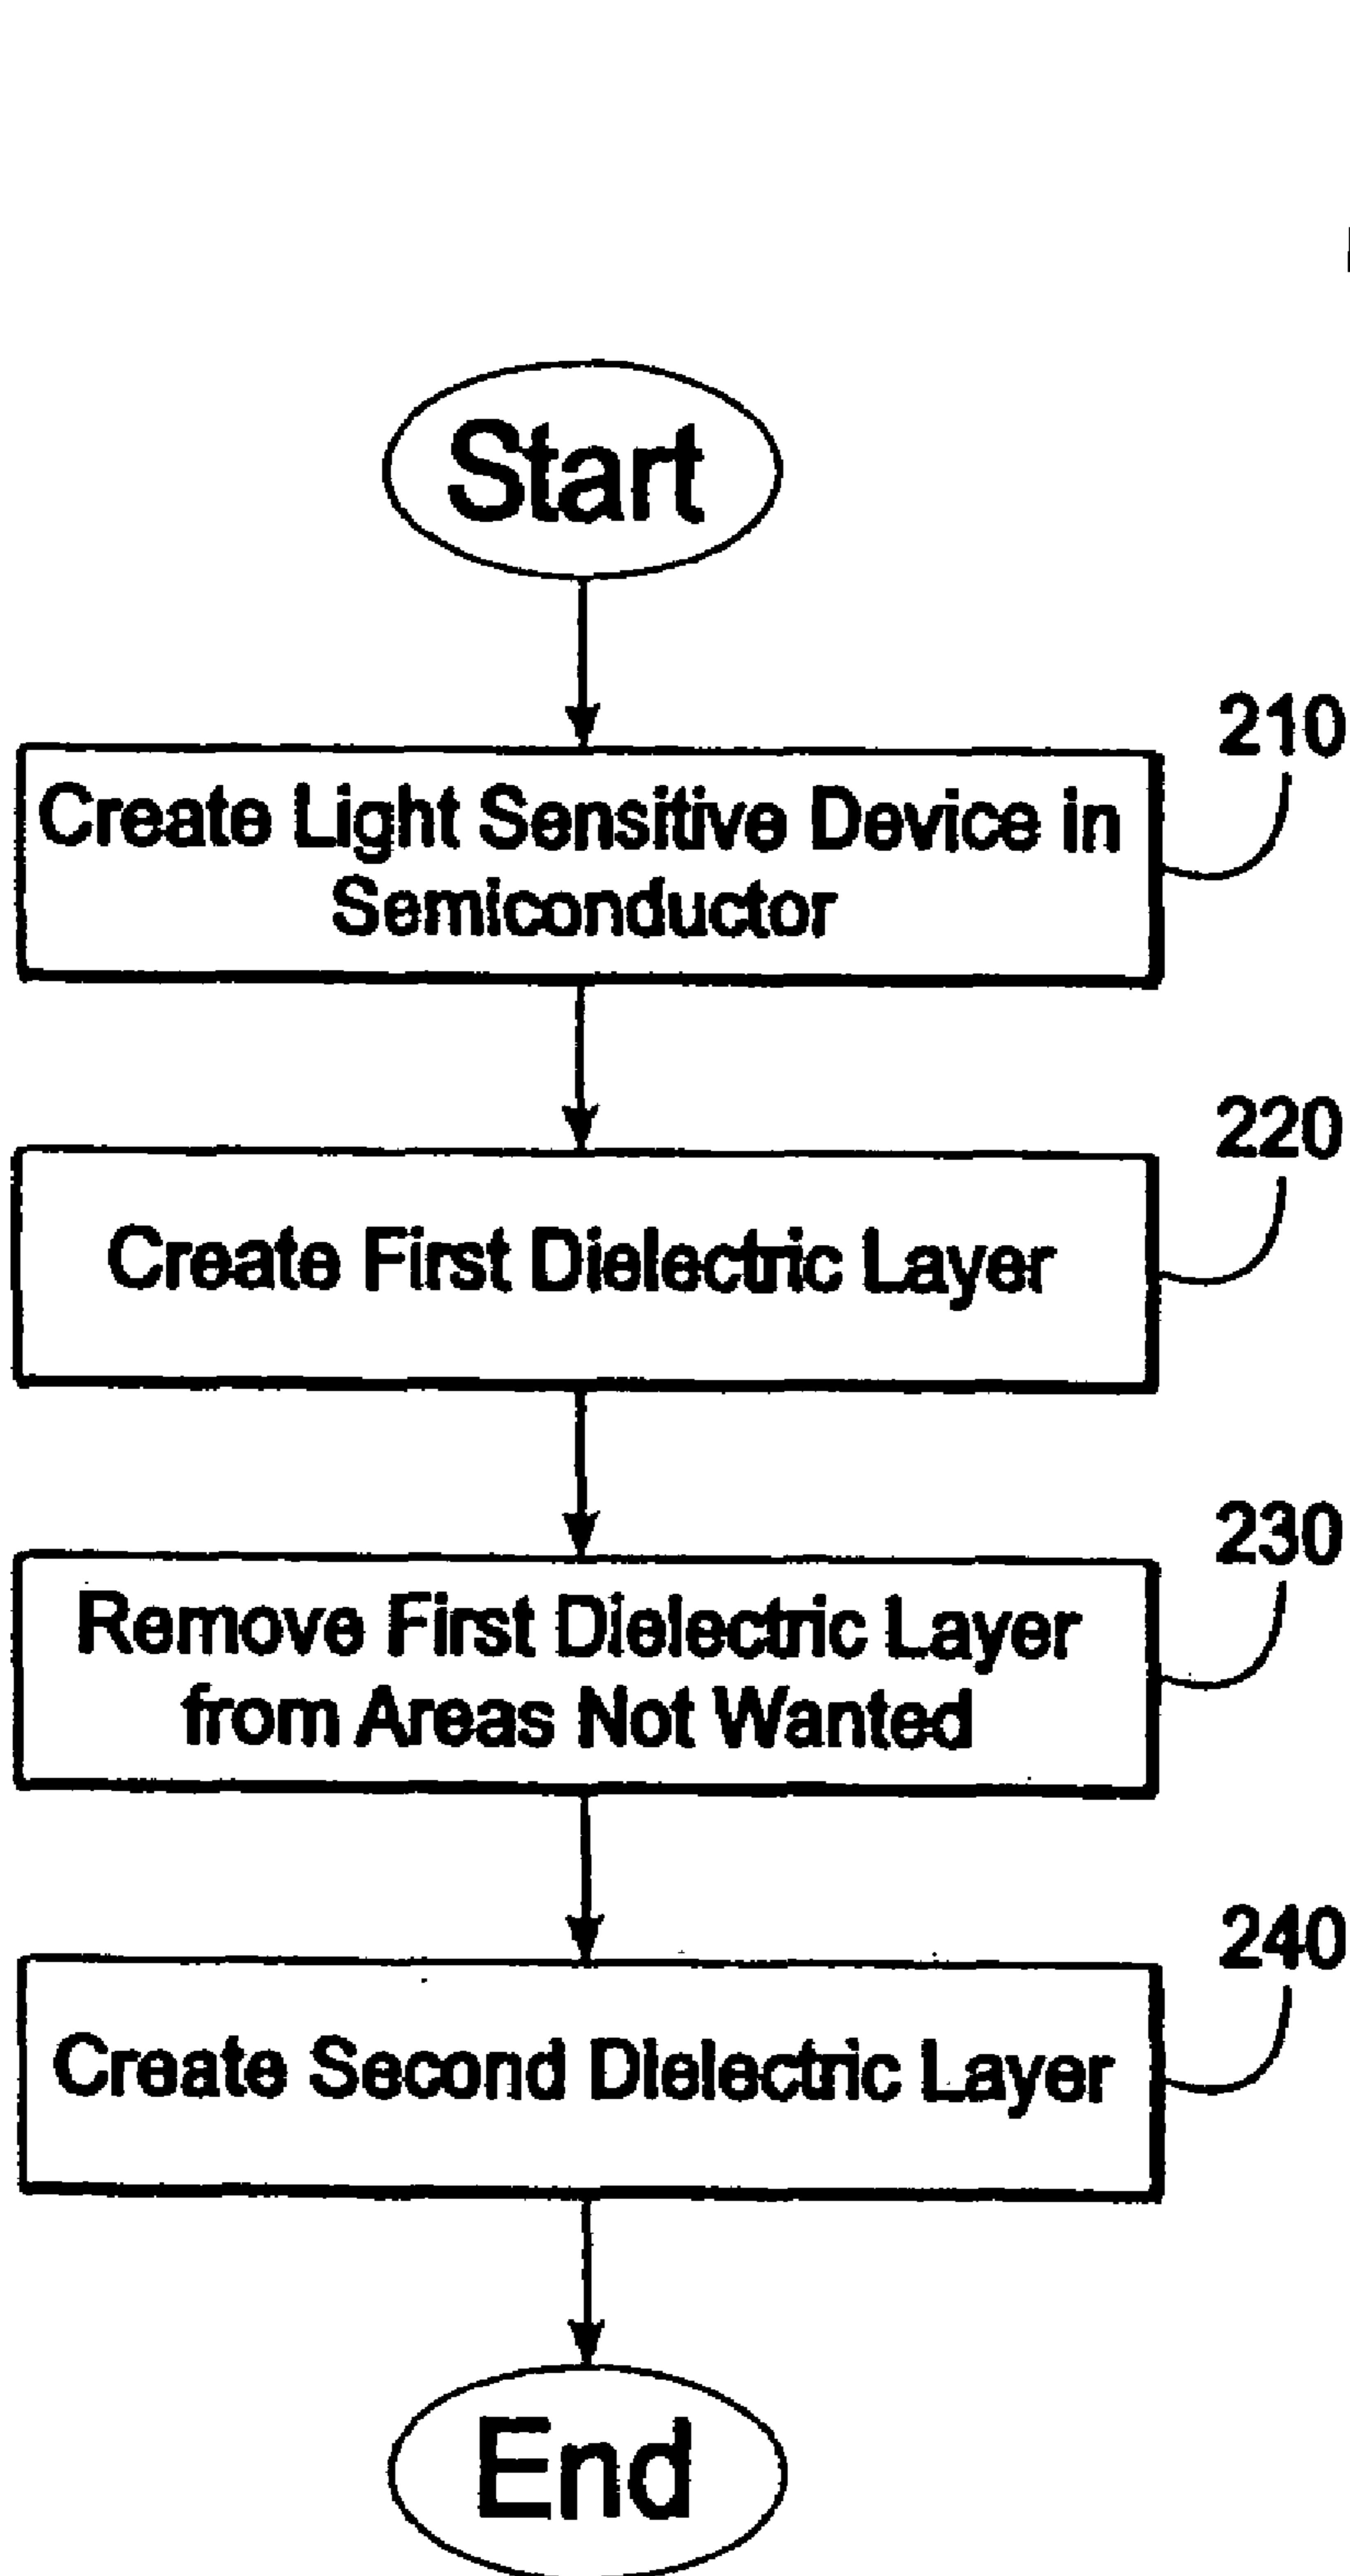 Start
210
Create Light Sensitive Device in
Semiconductor
220
Create First Dielectric Layer
230
Remove First Dielectric Layer
from Areas Not Wanted
240
Create Second Dielectric Layer
End